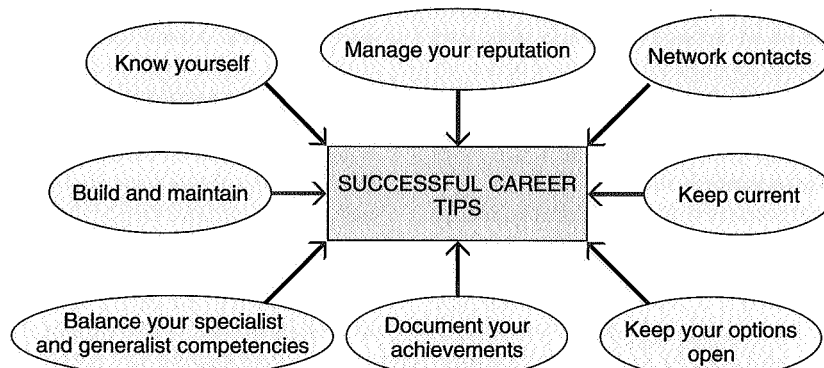 Manage your reputation
Know yourself
Network contacts
SUCCESSFUL CAREER
TIPS
Build and maintain
Keep current
Balance your specialist
and generalist competencies
Document your
achievements
Keep your options
open